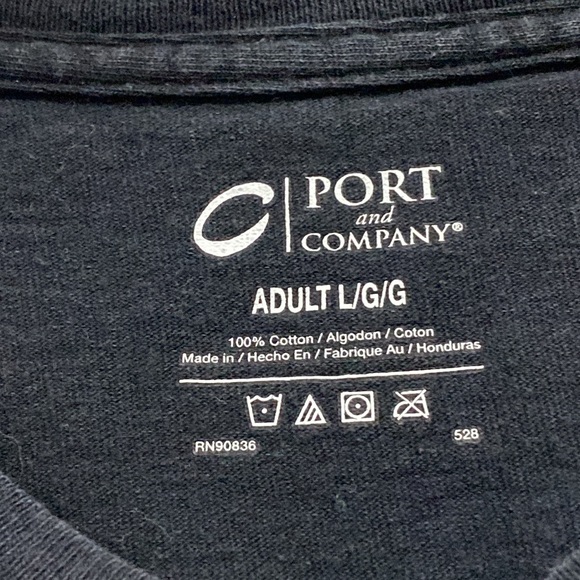 PORT
and
COMPANY®
ADULT L/G/G
100% Cotton / Algodon / Coton
Made in / Hecho En / Fabrique Au / Honduras
RN90836
528